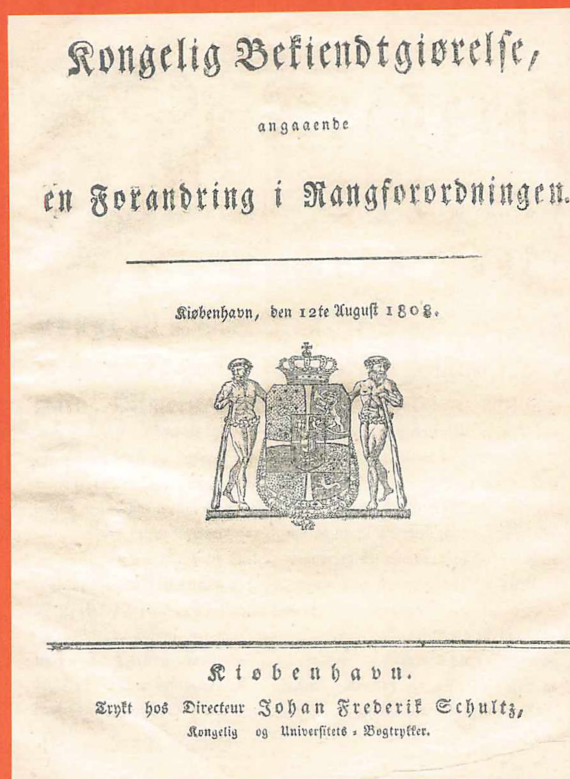 Kongelig Bekiendtgiørelse,
angaaende
en Forandring i Rangforordningen.
Kiøbenhavn, den 12te August 1808.
Kiøbenhavn.
Trykt hos Directeur Johan Frederik Schultz,
Kongelig og Universitets-Bogtrykker.